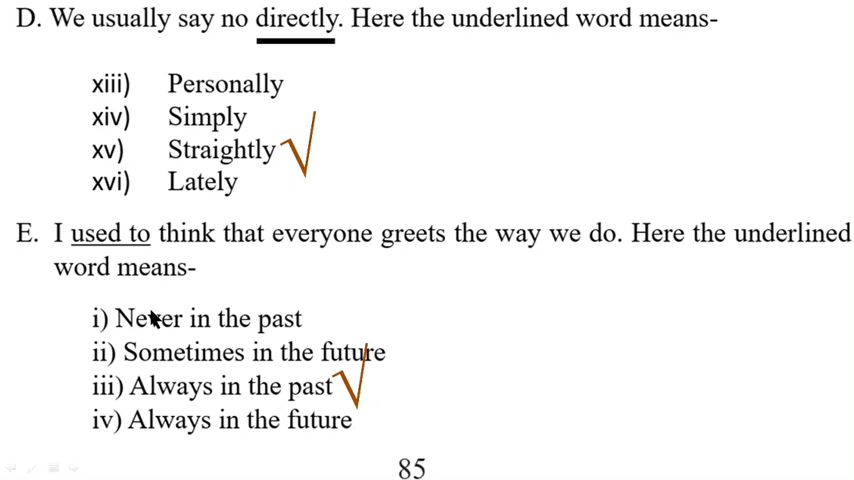 D. We usually say no directly. Here the underlined word means-
xiii) Personally
xiv) Simply
xv) Straightly
xvi) Lately
E. I used to think that everyone greets the way we do. Here the underlined
word means-
i) Never in the past
ii) Sometimes in the future
iii) Always in the past
iv) Always in the future
85